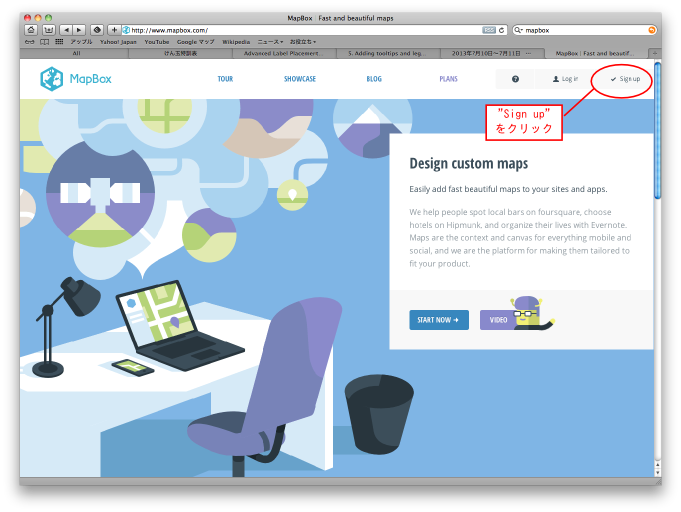 MapBox | Fast and beautiful maps
http://www.mapbox.com/
RSS
mapbox
アップル Yahoo! Japan YouTube Google マップ Wikipedia ニュース お役立ち
All
けん玉特訓表
Advanced Label Placement...
5. Adding tooltips and leg...
2013年7月10日〜7月11日 ...
MapBox | Fast and beautif...
MapBox
TOUR
SHOWCASE
BLOG
PLANS
?
Log in
Sign up
"Sign up"
をクリック
Design custom maps
Easily add fast beautiful maps to your sites and apps.
We help people spot local bars on foursquare, choose
hotels on Hipmunk, and organize their lives with Evernote.
Maps are the context and canvas for everything mobile and
social, and we are the platform for making them tailored to
fit your product.
START NOW →
VIDEO